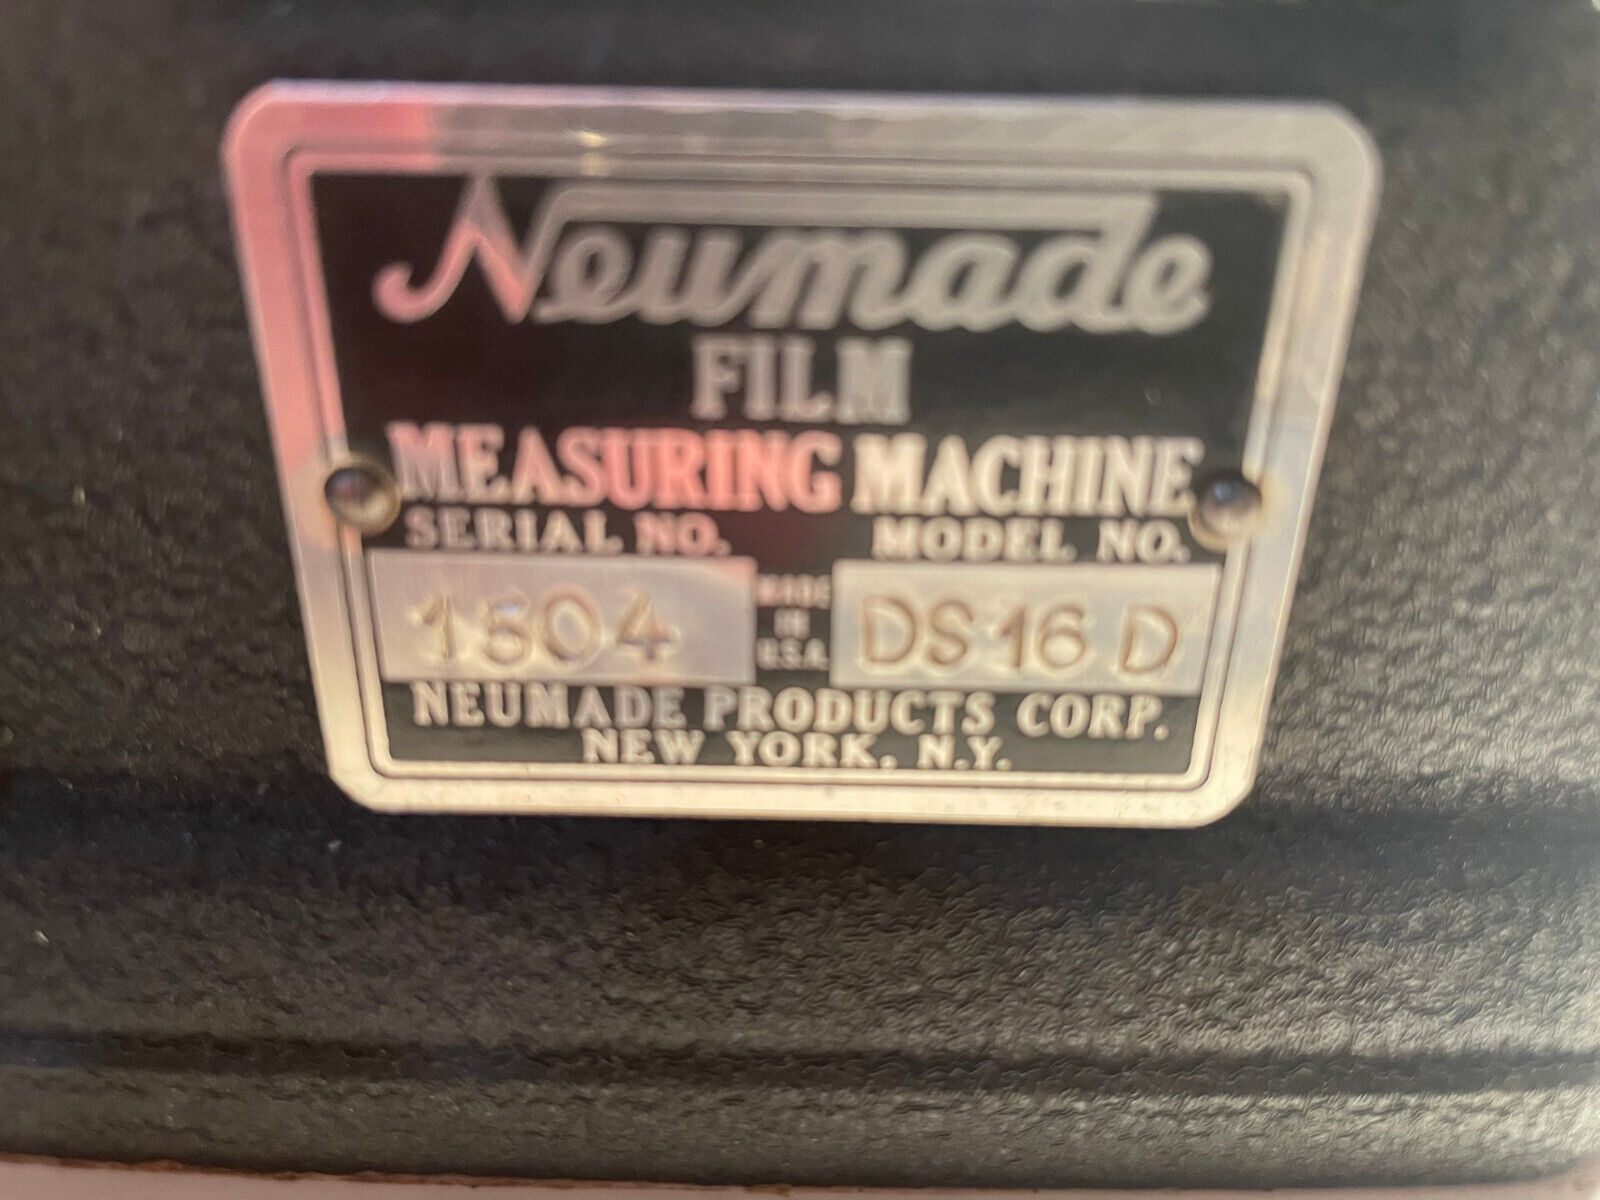 Neumade
FILM
MEASURING MACHINE
SERIAL NO. MODEL NO.
1504 MADE IN U.S.A. DS 16 D
NEUMADE PRODUCTS CORP.
NEW YORK, N.Y.